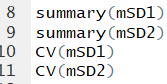 8 summary(mSD1)
9 summary(mSD2)
10 CV(mSD1)
11 CV(mSD2)